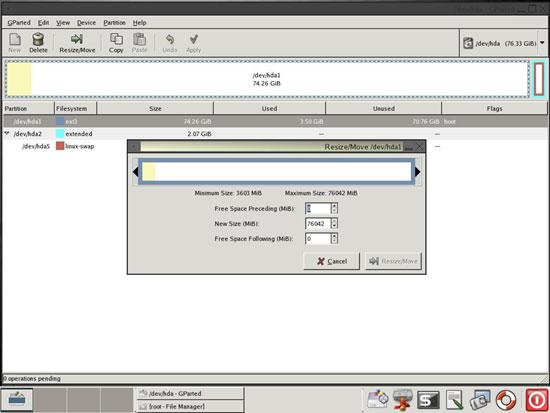 /dev/hda - GParted
GParted Edit View Device Partition Help
New Delete Resize/Move Copy Paste Undo Apply
/dev/hda (76.33 GiB)
/dev/hda1
74.26 GiB
Partition Filesystem Size Used Unused Flags
/dev/hda1 ext3 74.26 GiB 3.50 GiB 70.76 GiB boot
/dev/hda2 extended 2.07 GiB — —
/dev/hda5 linux-swap —
Resize/Move /dev/hda1
Minimum Size: 3603 MiB Maximum Size: 76042 MiB
Free Space Preceding (MiB): 0
New Size (MiB): 76042
Free Space Following (MiB): 0
Cancel Resize/Move
0 operations pending
/dev/hda - GParted
[root - File Manager]